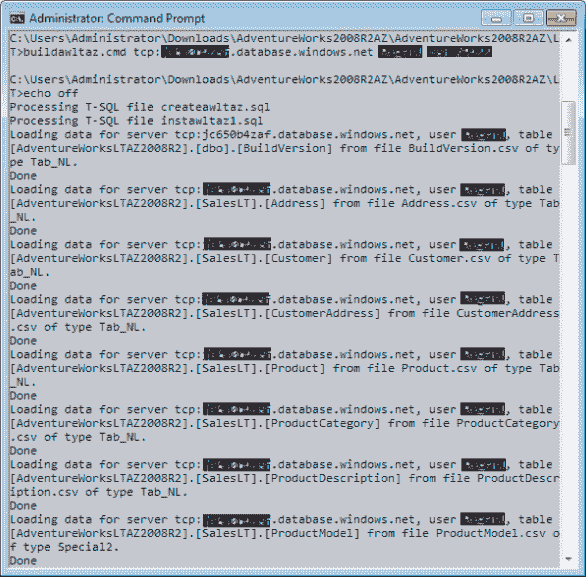 Administrator: Command Prompt
C:\Users\Administrator\Downloads\AdventureWorks2008R2AZ\AdventureWorks2008R2AZ\L
T>buildawltaz.cmd tcp: .database.windows.net
C:\Users\Administrator\Downloads\AdventureWorks2008R2AZ\AdventureWorks2008R2AZ\L
T>echo off
Processing T-SQL file createawltaz.sql
Processing T-SQL file instawltaz1.sql
Loading data for server tcp:jc650b4zaf.database.windows.net, user , table
[AdventureWorksLTAZ2008R2].[dbo].[BuildVersion] from file BuildVersion.csv of ty
pe Tab_NL.
Done
Loading data for server tcp: .database.windows.net, user , table
[AdventureWorksLTAZ2008R2].[SalesLT].[Address] from file Address.csv of type Tab
_NL.
Done
Loading data for server tcp: .database.windows.net, user , table
[AdventureWorksLTAZ2008R2].[SalesLT].[Customer] from file Customer.csv of type T
ab_NL.
Done
Loading data for server tcp: .database.windows.net, user , table
[AdventureWorksLTAZ2008R2].[SalesLT].[CustomerAddress] from file CustomerAddress
.csv of type Tab_NL.
Done
Loading data for server tcp: .database.windows.net, user , table
[AdventureWorksLTAZ2008R2].[SalesLT].[Product] from file Product.csv of type Tab
_NL.
Done
Loading data for server tcp: .database.windows.net, user , table
[AdventureWorksLTAZ2008R2].[SalesLT].[ProductCategory] from file ProductCategory
.csv of type Tab_NL.
Done
Loading data for server tcp: .database.windows.net, user , table
[AdventureWorksLTAZ2008R2].[SalesLT].[ProductDescription] from file ProductDescr
iption.csv of type Tab_NL.
Done
Loading data for server tcp: .database.windows.net, user , table
[AdventureWorksLTAZ2008R2].[SalesLT].[ProductModel] from file ProductModel.csv o
f type Special2.
Done